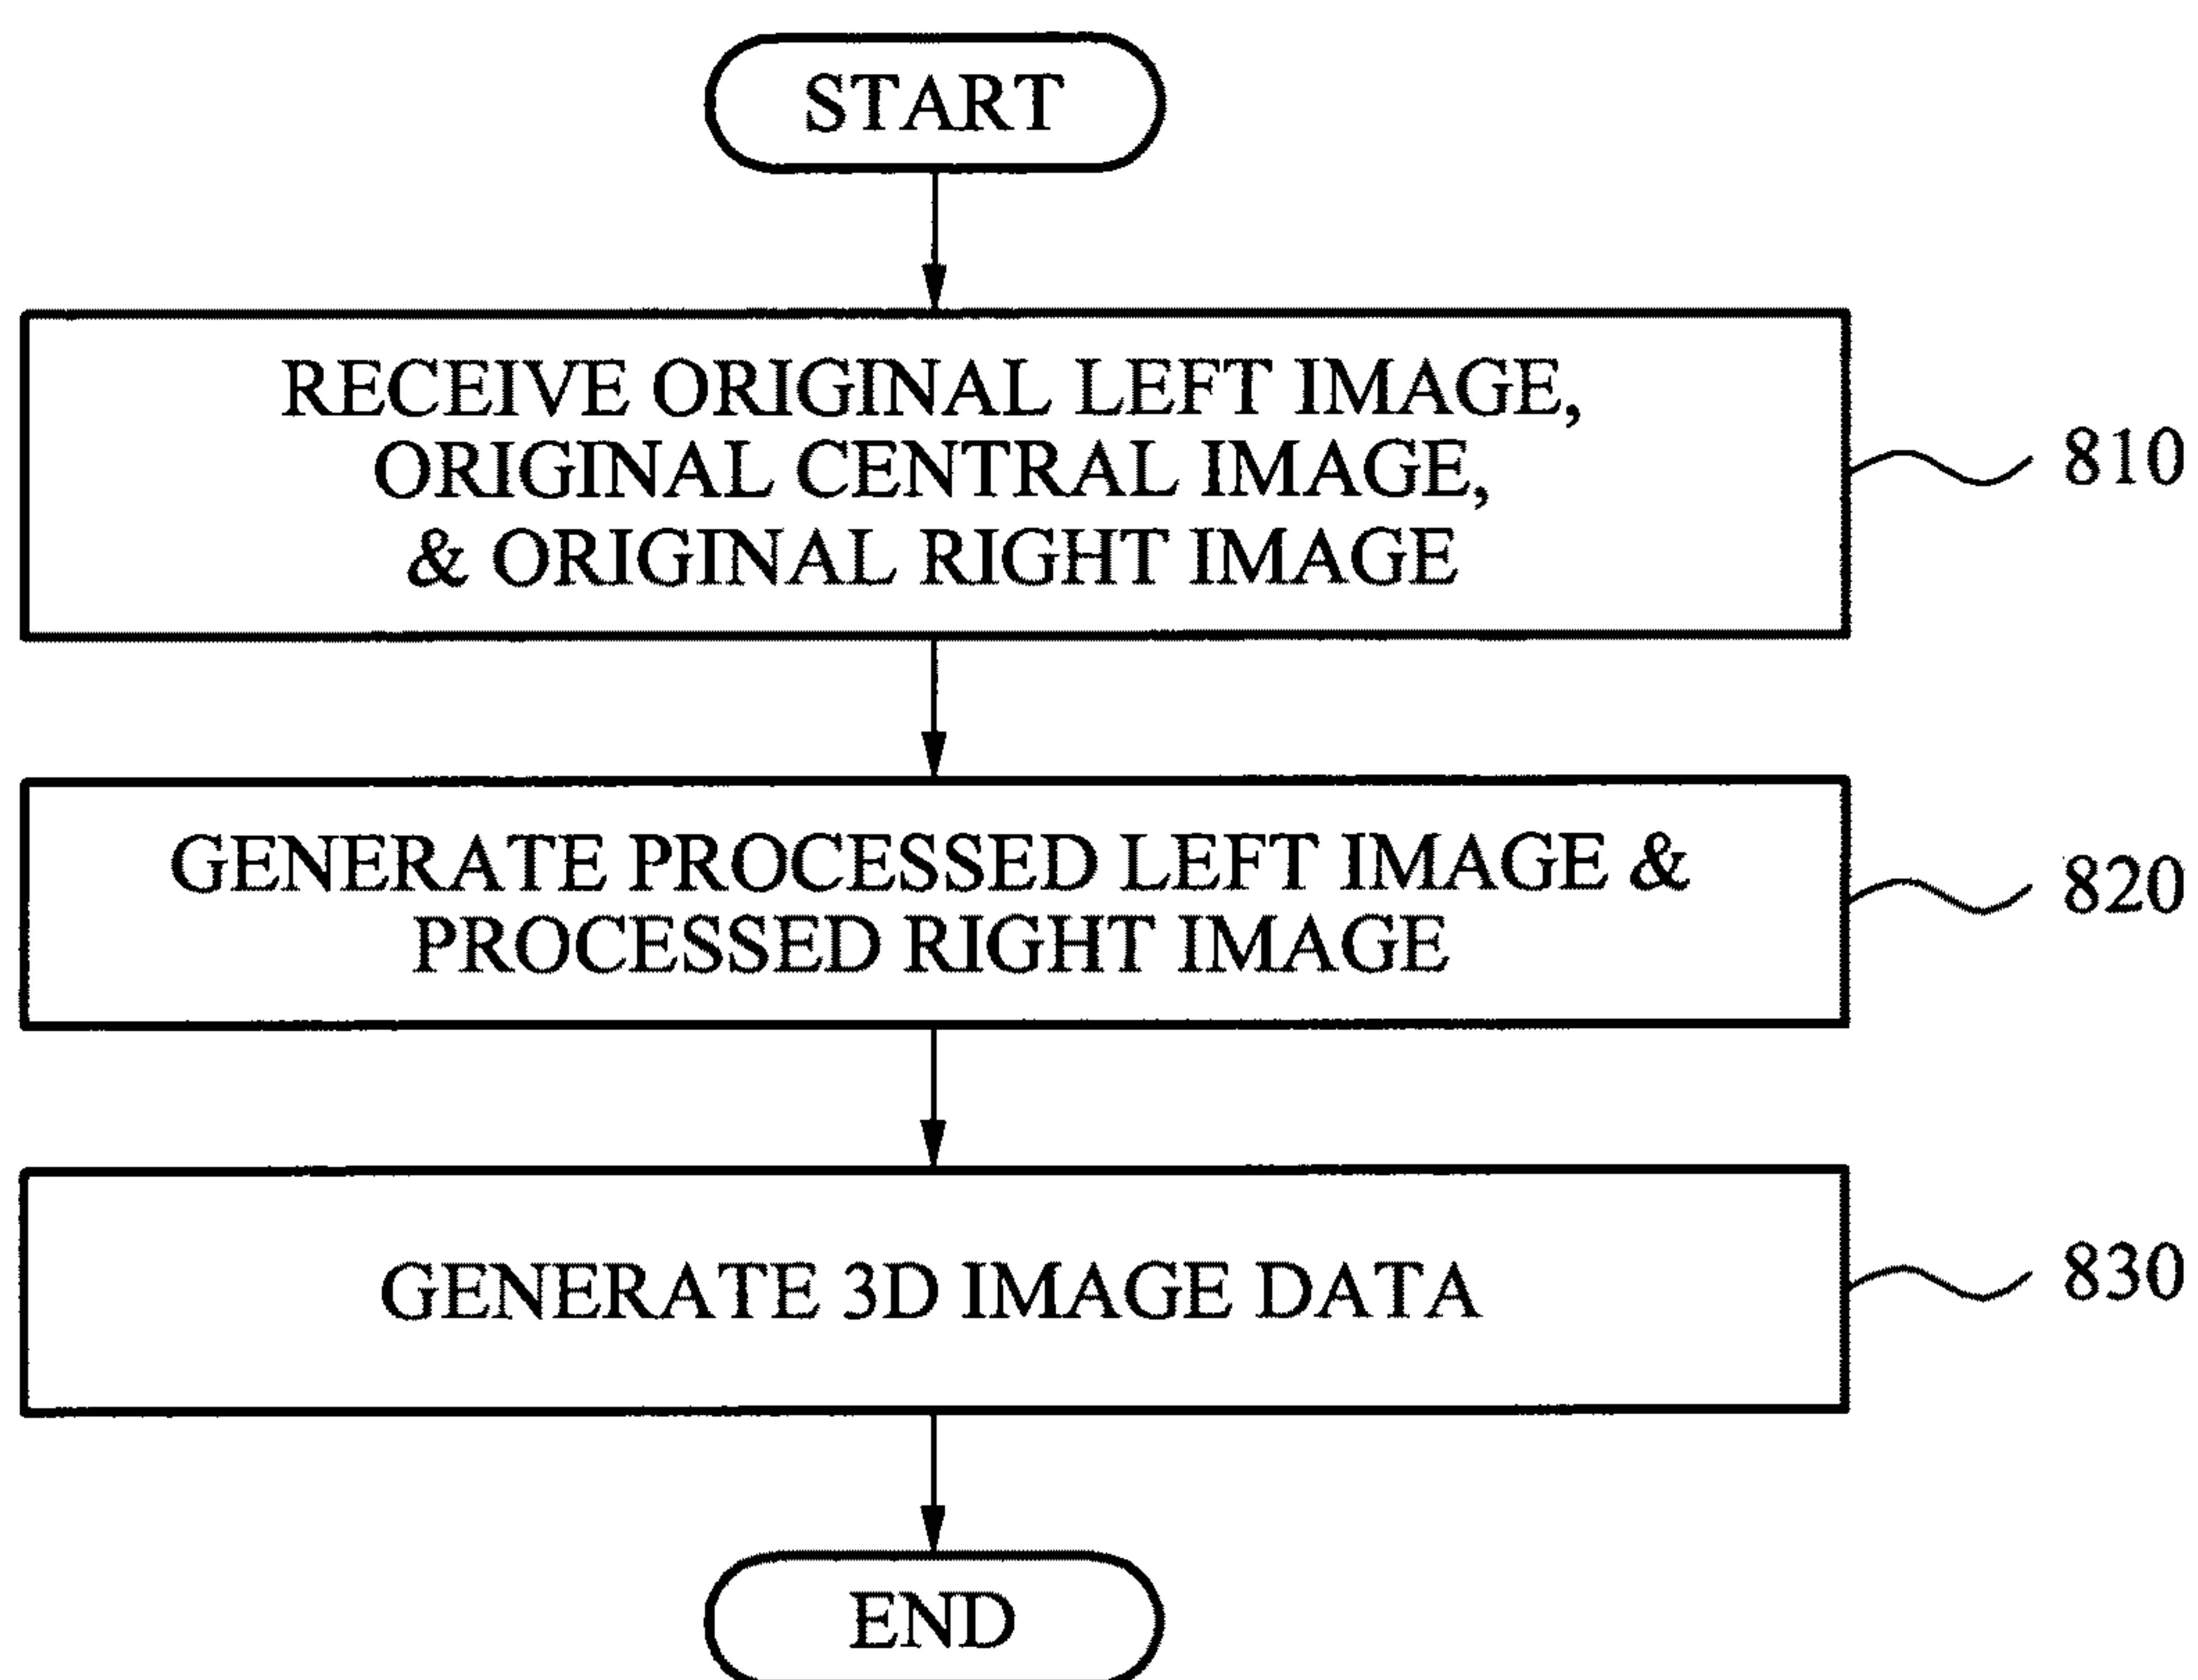 START
RECEIVE ORIGINAL LEFT IMAGE,
ORIGINAL CENTRAL IMAGE,
& ORIGINAL RIGHT IMAGE
810
GENERATE PROCESSED LEFT IMAGE &
PROCESSED RIGHT IMAGE
820
GENERATE 3D IMAGE DATA
830
END